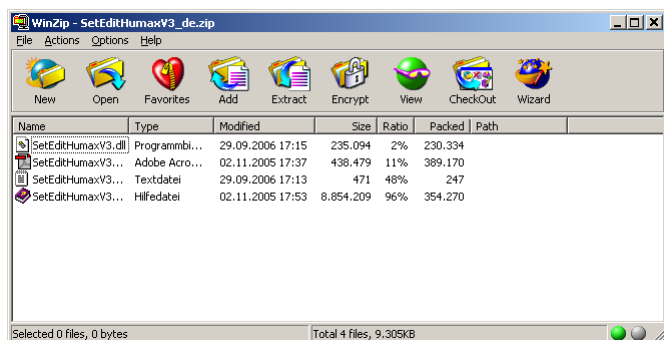 WinZip - SetEditHumaxV3_de.zip
File Actions Options Help
New Open Favorites Add Extract Encrypt View CheckOut Wizard
Name Type Modified Size Ratio Packed Path
SetEditHumaxV3.dll Programmbi... 29.09.2006 17:15 235.094 2% 230.334
SetEditHumaxV3... Adobe Acro... 02.11.2005 17:37 438.479 11% 389.170
SetEditHumaxV3... Textdatei 29.09.2006 17:13 471 48% 247
SetEditHumaxV3... Hilfedatei 02.11.2005 17:53 8.854.209 96% 354.270
Selected 0 files, 0 bytes Total 4 files, 9.305KB